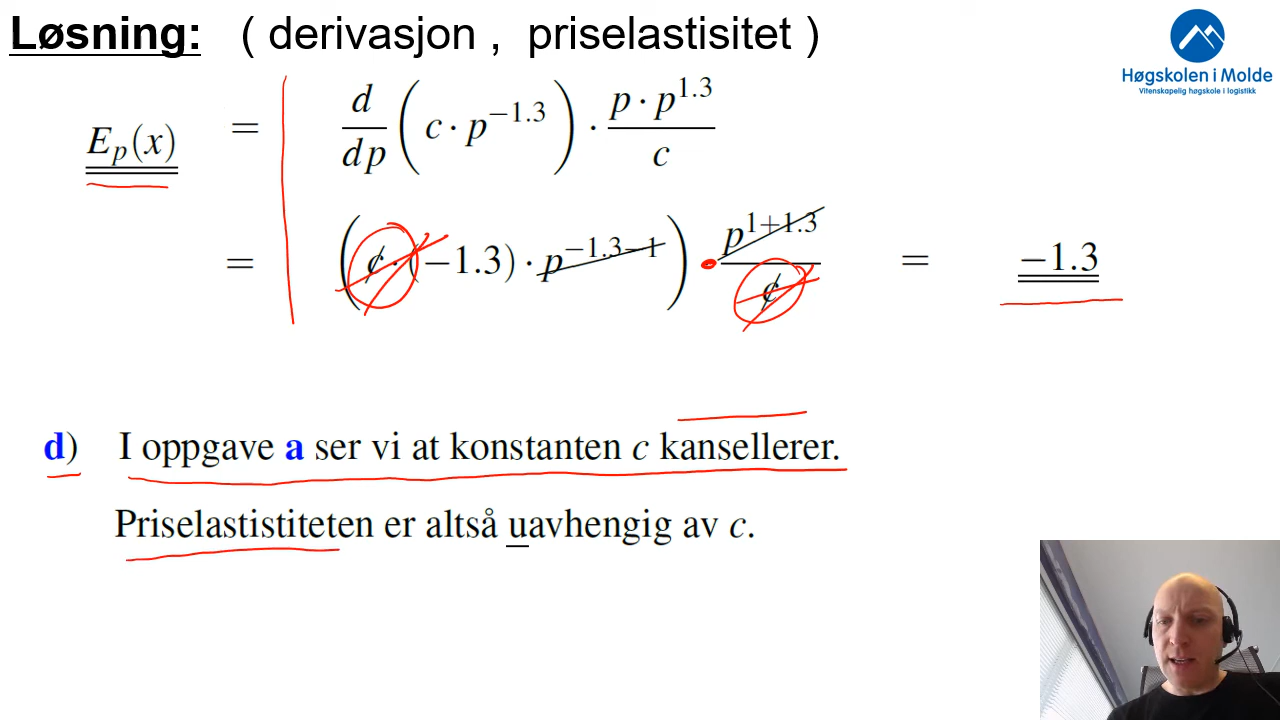 Løsning: ( derivasjon , priselastisitet )
Høgskolen i Molde
Vitenskapelig høgskole i logistikk
E_p(x) = d/dp (c · p^{−1.3}) · p · p^{1.3}/c
= (c · (−1.3) · p^{−1.3−1}) · p^{1+1.3}/c = −1.3
d) I oppgave a ser vi at konstanten c kansellerer.
Priselastistiteten er altså uavhengig av c.